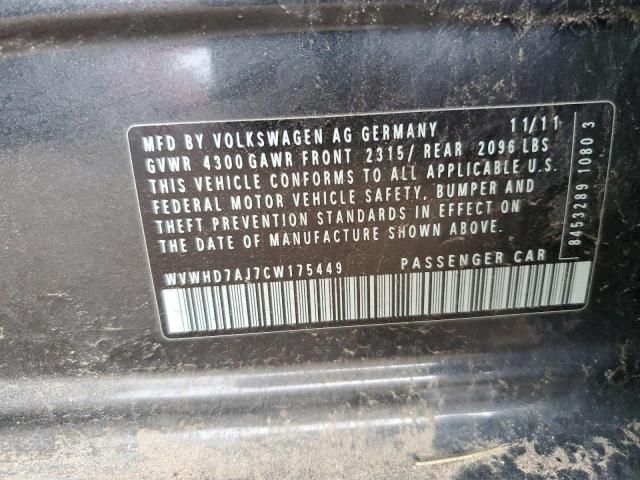 MFD BY VOLKSWAGEN AG GERMANY 11/11
GVWR 4300 GAWR FRONT 2315/ REAR 2096 LBS
THIS VEHICLE CONFORMS TO ALL APPLICABLE U.S.
FEDERAL MOTOR VEHICLE SAFETY, BUMPER AND
THEFT PREVENTION STANDARDS IN EFFECT ON
THE DATE OF MANUFACTURE SHOWN ABOVE.
WVWHD7AJ7CW175449 PASSENGER CAR
8453289 1080 3